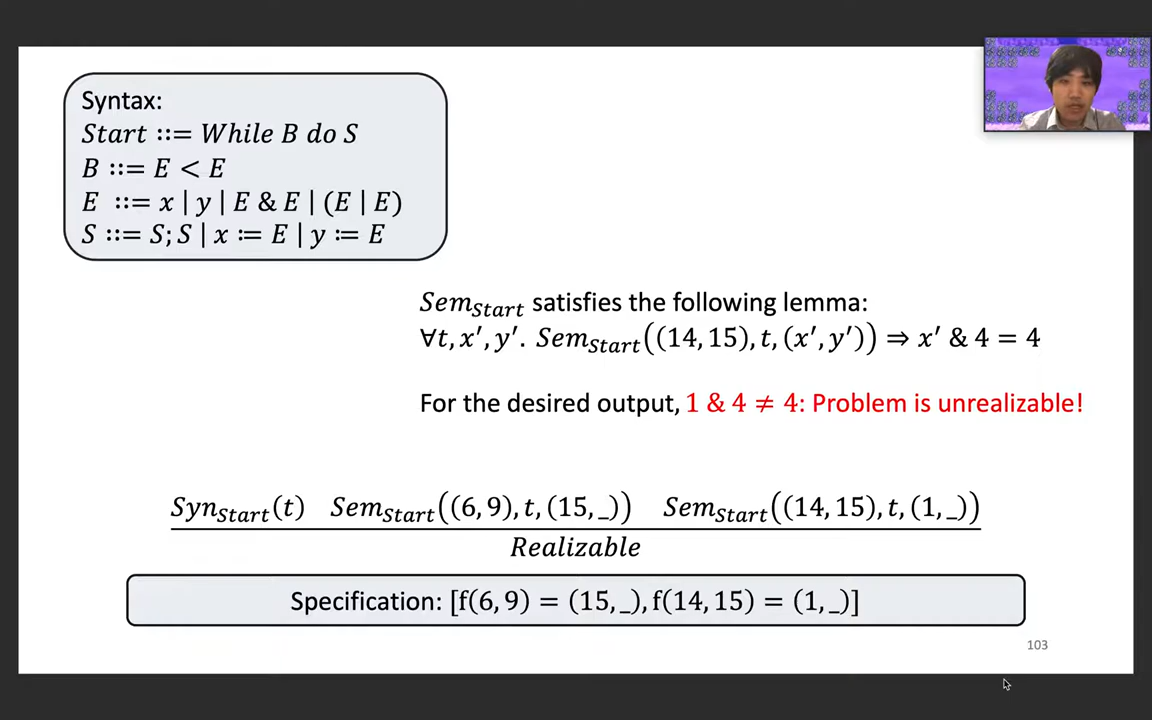 Syntax:
Start ::= While B do S
B ::= E < E
E ::= x | y | E & E | (E | E)
S ::= S; S | x ≔ E | y ≔ E
Sem_Start satisfies the following lemma:
∀t, x′, y′. Sem_Start((14, 15), t, (x′, y′)) ⇒ x′ & 4 = 4
For the desired output, 1 & 4 ≠ 4: Problem is unrealizable!
Syn_Start(t) Sem_Start((6, 9), t, (15, _)) Sem_Start((14, 15), t, (1, _))
Realizable
Specification: [f(6, 9) = (15, _), f(14, 15) = (1, _)]
103